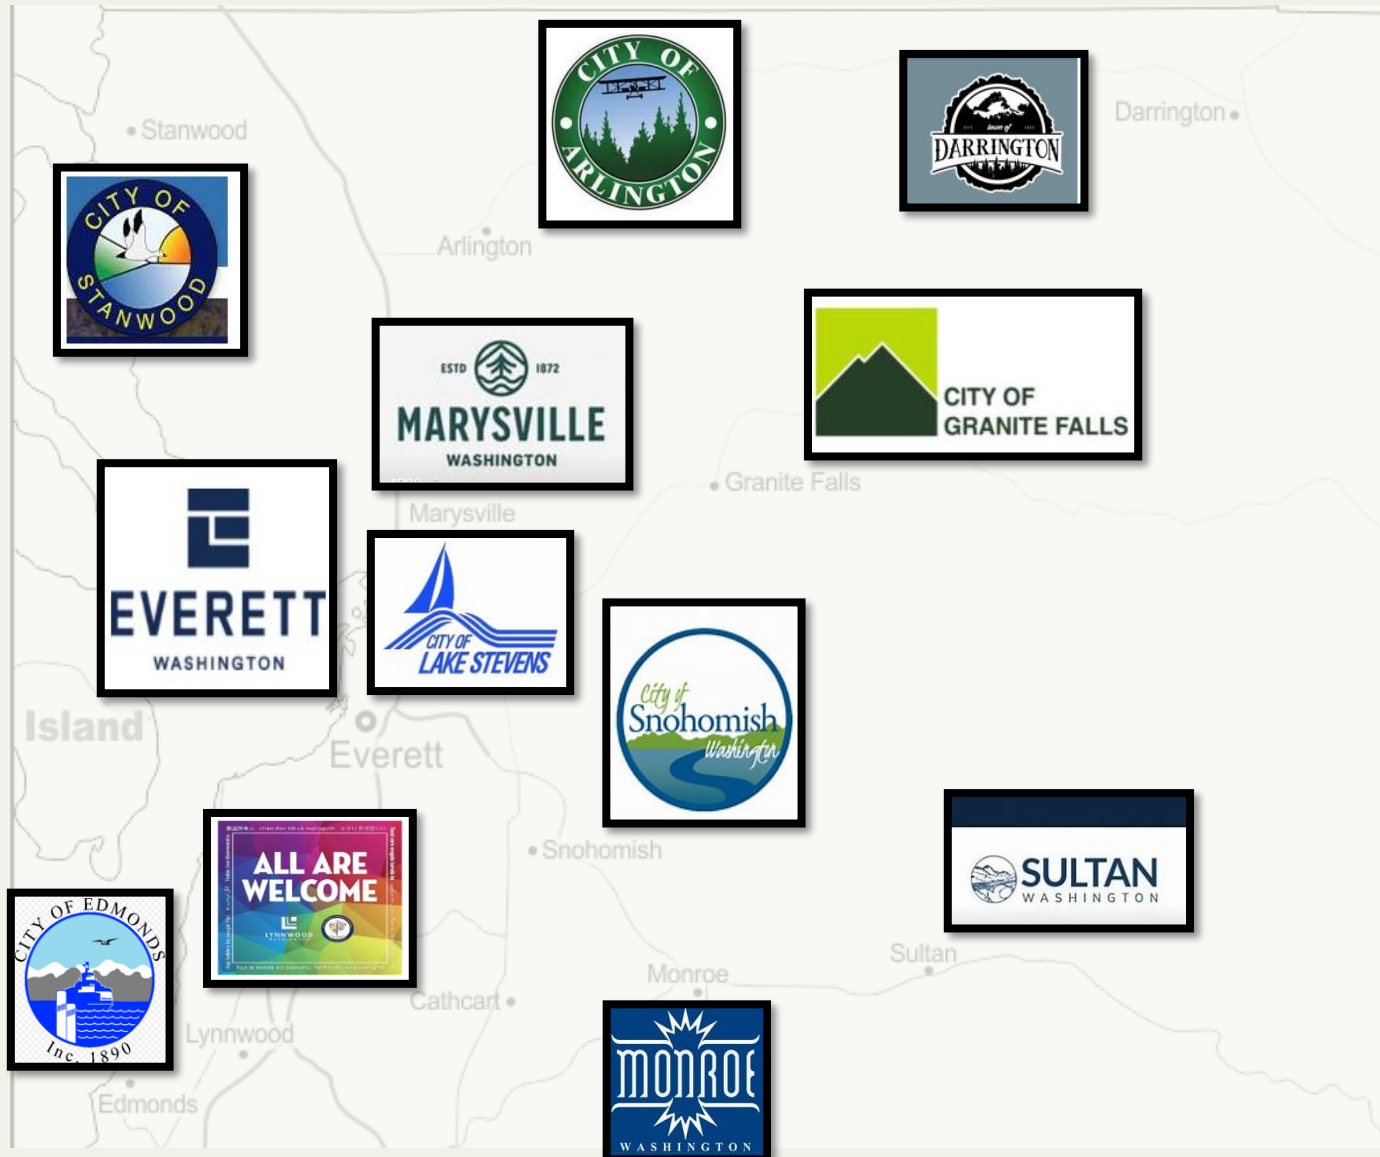 CITY OF
ARLINGTON
town of
DARRINGTON
Darrington
Stanwood
CITY OF
STANWOOD
Arlington
ESTD 1872
MARYSVILLE
WASHINGTON
CITY OF
GRANITE FALLS
Granite Falls
Marysville
EVERETT
WASHINGTON
CITY OF
LAKE STEVENS
City of
Snohomish
Washington
Island
Everett
Snohomish
ALL ARE
WELCOME
LYNNWOOD
WASHINGTON
SULTAN
WASHINGTON
CITY OF EDMONDS
Inc. 1890
Sultan
Monroe
Cathcart
Lynnwood
MONROE
WASHINGTON
Edmonds